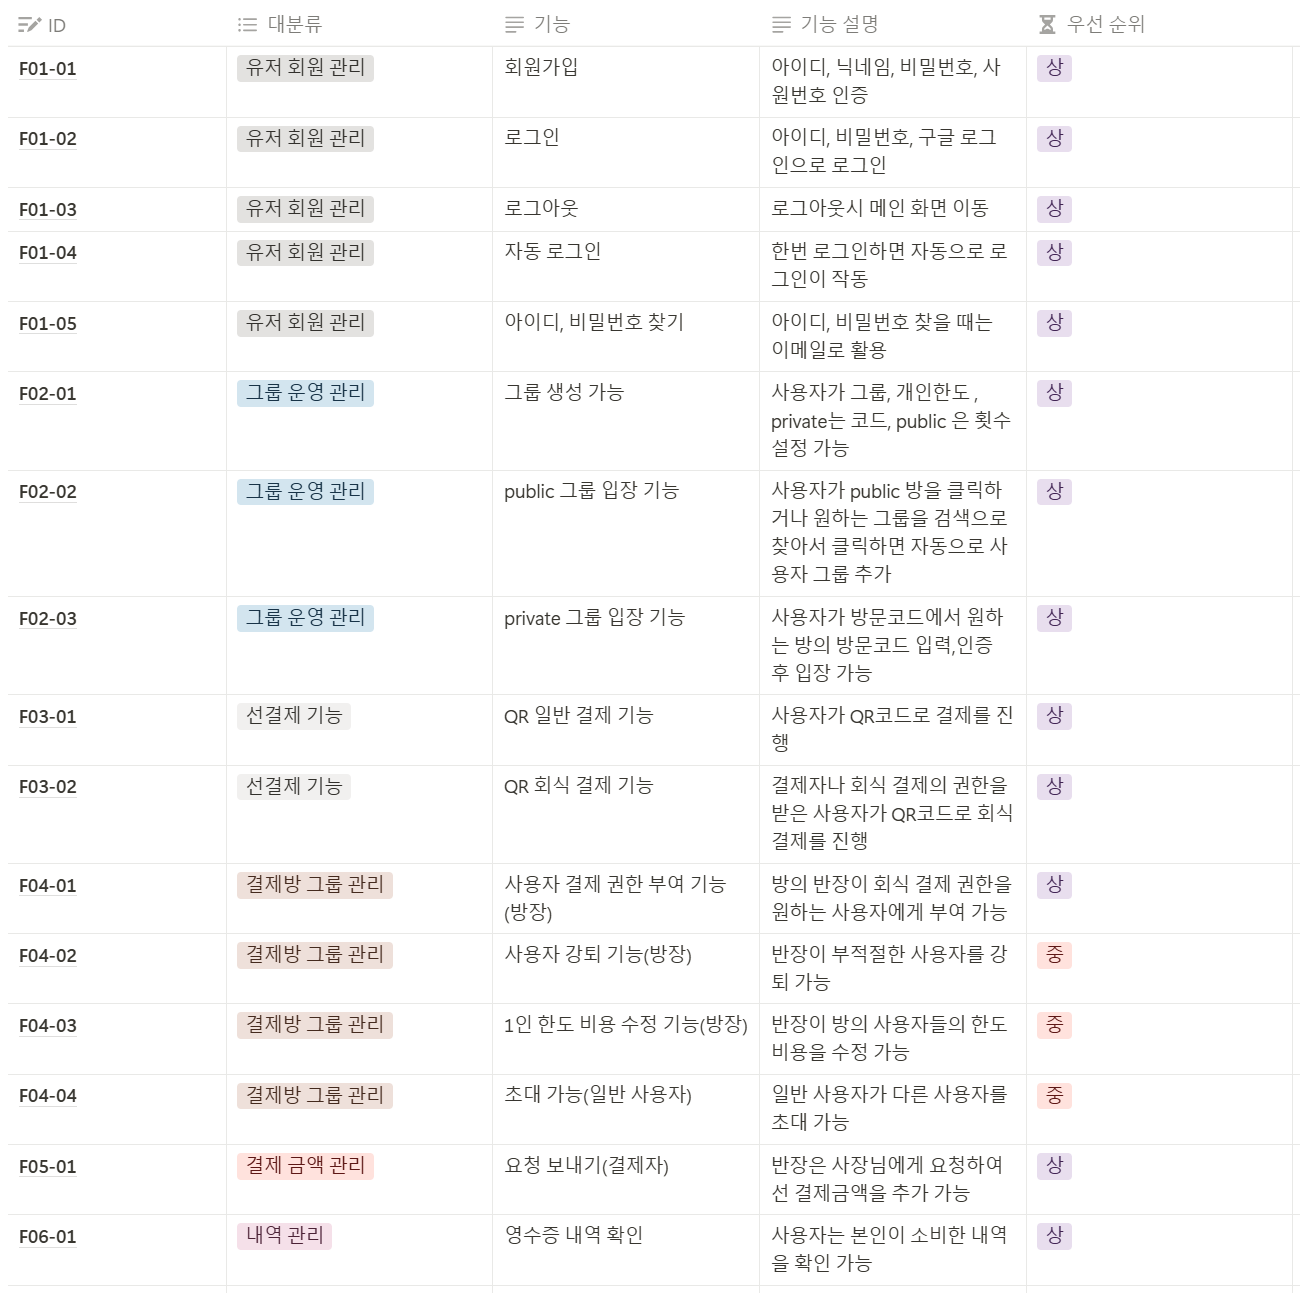 ID 대분류 기능 기능 설명 우선 순위
F01-01 유저 회원 관리 회원가입 아이디, 닉네임, 비밀번호, 사
원번호 인증 상
F01-02 유저 회원 관리 로그인 아이디, 비밀번호, 구글 로그
인으로 로그인 상
F01-03 유저 회원 관리 로그아웃 로그아웃시 메인 화면 이동 상
F01-04 유저 회원 관리 자동 로그인 한번 로그인하면 자동으로 로
그인이 작동 상
F01-05 유저 회원 관리 아이디, 비밀번호 찾기 아이디, 비밀번호 찾을 때는
이메일로 활용 상
F02-01 그룹 운영 관리 그룹 생성 가능 사용자가 그룹, 개인한도 ,
private는 코드, public 은 횟수
설정 가능 상
F02-02 그룹 운영 관리 public 그룹 입장 기능 사용자가 public 방을 클릭하
거나 원하는 그룹을 검색으로
찾아서 클릭하면 자동으로 사
용자 그룹 추가 상
F02-03 그룹 운영 관리 private 그룹 입장 기능 사용자가 방문코드에서 원하
는 방의 방문코드 입력,인증
후 입장 가능 상
F03-01 선결제 기능 QR 일반 결제 기능 사용자가 QR코드로 결제를 진
행 상
F03-02 선결제 기능 QR 회식 결제 기능 결제자나 회식 결제의 권한을
받은 사용자가 QR코드로 회식
결제를 진행 상
F04-01 결제방 그룹 관리 사용자 결제 권한 부여 기능
(방장) 방의 반장이 회식 결제 권한을
원하는 사용자에게 부여 가능 상
F04-02 결제방 그룹 관리 사용자 강퇴 기능(방장) 반장이 부적절한 사용자를 강
퇴 가능 중
F04-03 결제방 그룹 관리 1인 한도 비용 수정 기능(방장) 반장이 방의 사용자들의 한도
비용을 수정 가능 중
F04-04 결제방 그룹 관리 초대 가능(일반 사용자) 일반 사용자가 다른 사용자를
초대 가능 중
F05-01 결제 금액 관리 요청 보내기(결제자) 반장은 사장님에게 요청하여
선 결제금액을 추가 가능 상
F06-01 내역 관리 영수증 내역 확인 사용자는 본인이 소비한 내역
을 확인 가능 상